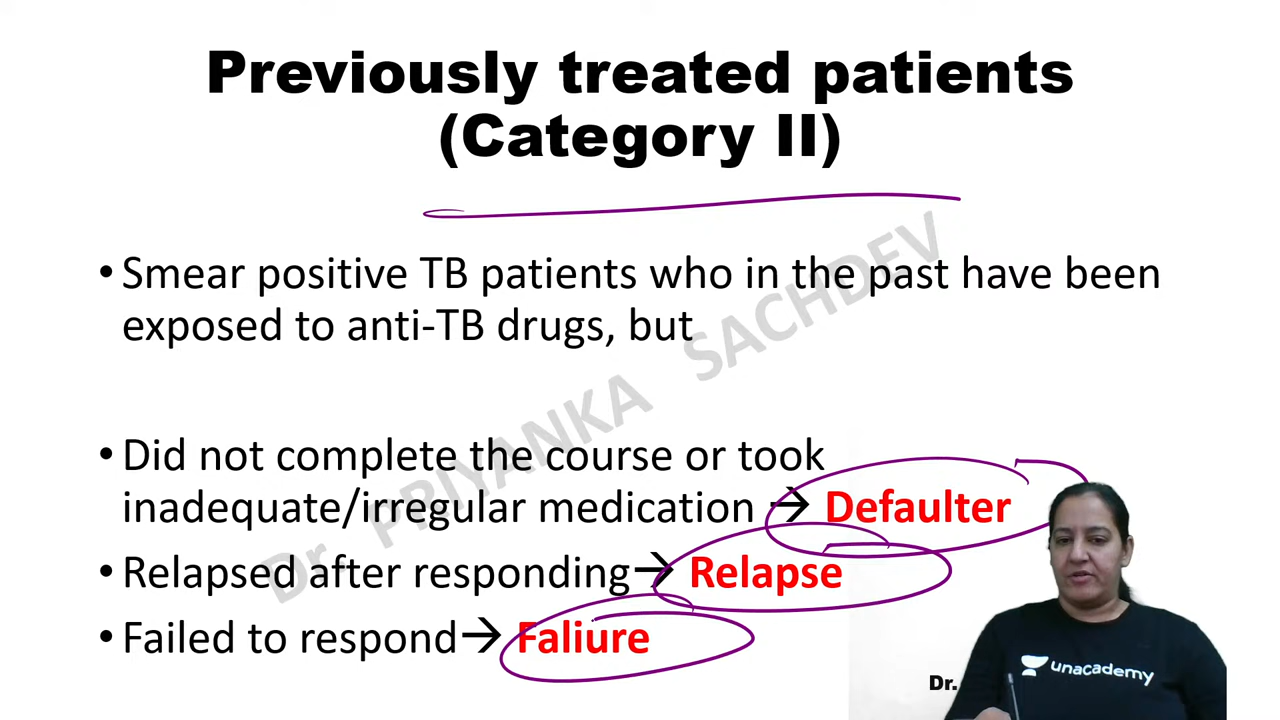 Previously treated patients
(Category II)
• Smear positive TB patients who in the past have been
exposed to anti-TB drugs, but
• Did not complete the course or took
inadequate/irregular medication → Defaulter
• Relapsed after responding→ Relapse
• Failed to respond→ Faliure
Dr. PRIYANKA SACHDEV
unacademy
Dr.